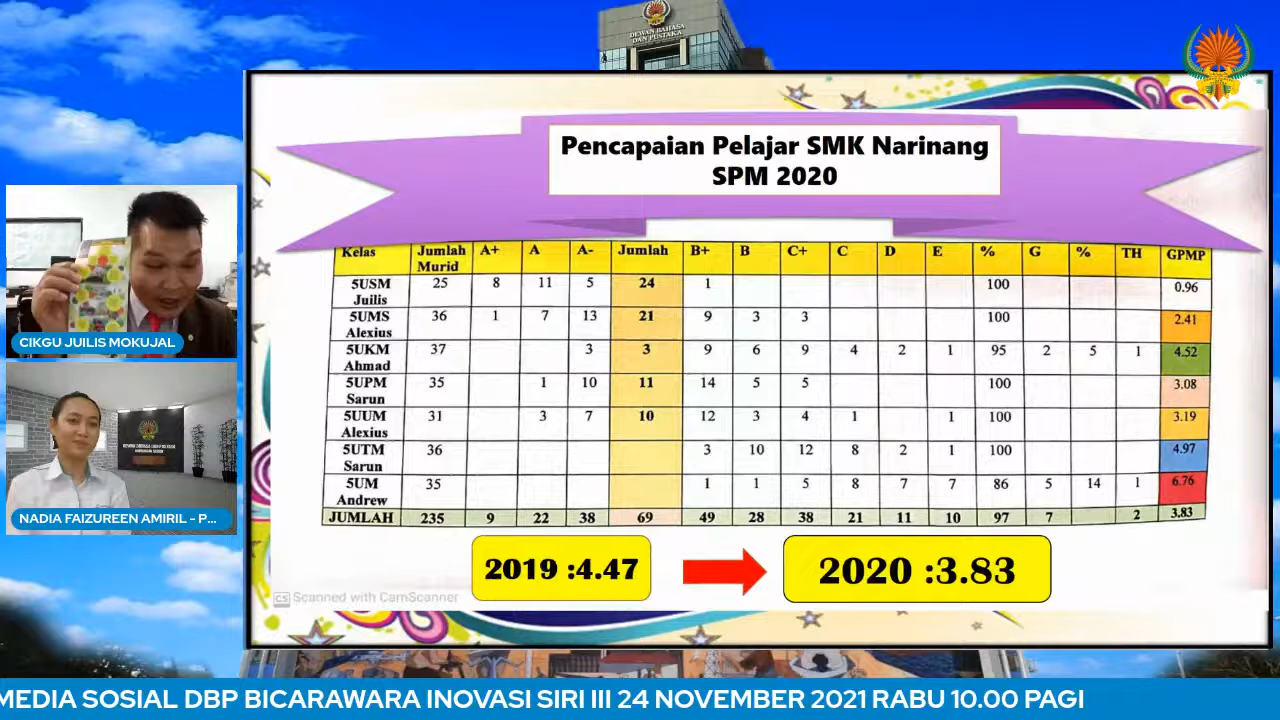 DEWAN BAHASA
DAN PUSTAKA
Pencapaian Pelajar SMK Narinang
SPM 2020
Kelas Jumlah Murid A+ A A- Jumlah B+ B C+ C D E % G % TH GPMP
5USM Juilis 25 8 11 5 24 1 100 0.96
5UMS Alexius 36 1 7 13 21 9 3 3 100 2.41
5UKM Ahmad 37 3 3 9 6 9 4 2 1 95 2 5 1 4.52
5UPM Sarun 35 1 10 11 14 5 5 100 3.08
5UUM Alexius 31 3 7 10 12 3 4 1 1 100 3.19
5UTM Sarun 36 3 10 12 8 2 1 100 4.97
5UM Andrew 35 1 1 5 8 7 7 86 5 14 1 6.76
JUMLAH 235 9 22 38 69 49 28 38 21 11 10 97 7 2 3.83
2019 :4.47
2020 :3.83
CS Scanned with CamScanner
CIKGU JUILIS MOKUJAL
NADIA FAIZUREEN AMIRIL - P...
MEDIA SOSIAL DBP BICARAWARA INOVASI SIRI III 24 NOVEMBER 2021 RABU 10.00 PAGI